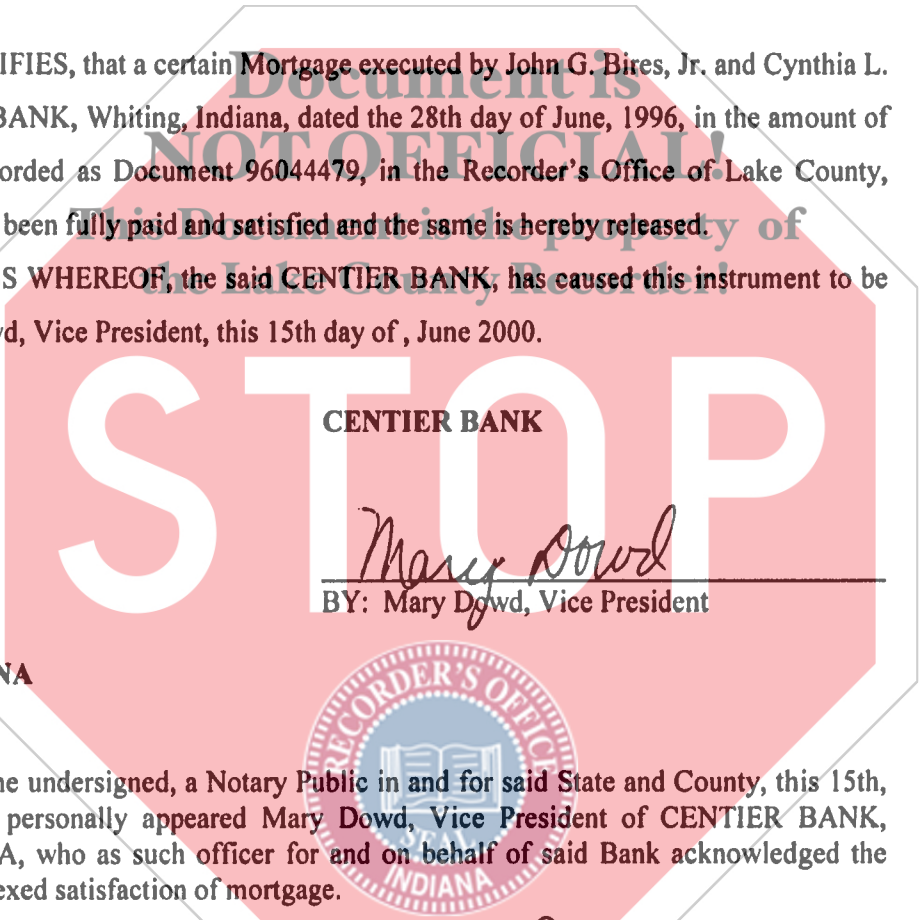 IFIES, that a certain Mortgage executed by John G. Bires, Jr. and Cynthia L.
Document is
BANK, Whiting, Indiana, dated the 28th day of June, 1996, in the amount of
NOT OFFICIAL!
orded as Document 96044479, in the Recorder's Office of Lake County,
been fully paid and satisfied and the same is hereby released.
This Document is the property of
S WHEREOF, the said CENTIER BANK, has caused this instrument to be
the Lake County Recorder!
d, Vice President, this 15th day of , June 2000.
STOP
CENTIER BANK
Mary Dowd
BY: Mary Dowd, Vice President
NA
RECORDER'S OFFICE
ne undersigned, a Notary Public in and for said State and County, this 15th,
personally appeared Mary Dowd, Vice President of CENTIER BANK,
A, who as such officer for and on behalf of said Bank acknowledged the
SEAL
exed satisfaction of mortgage.
INDIANA